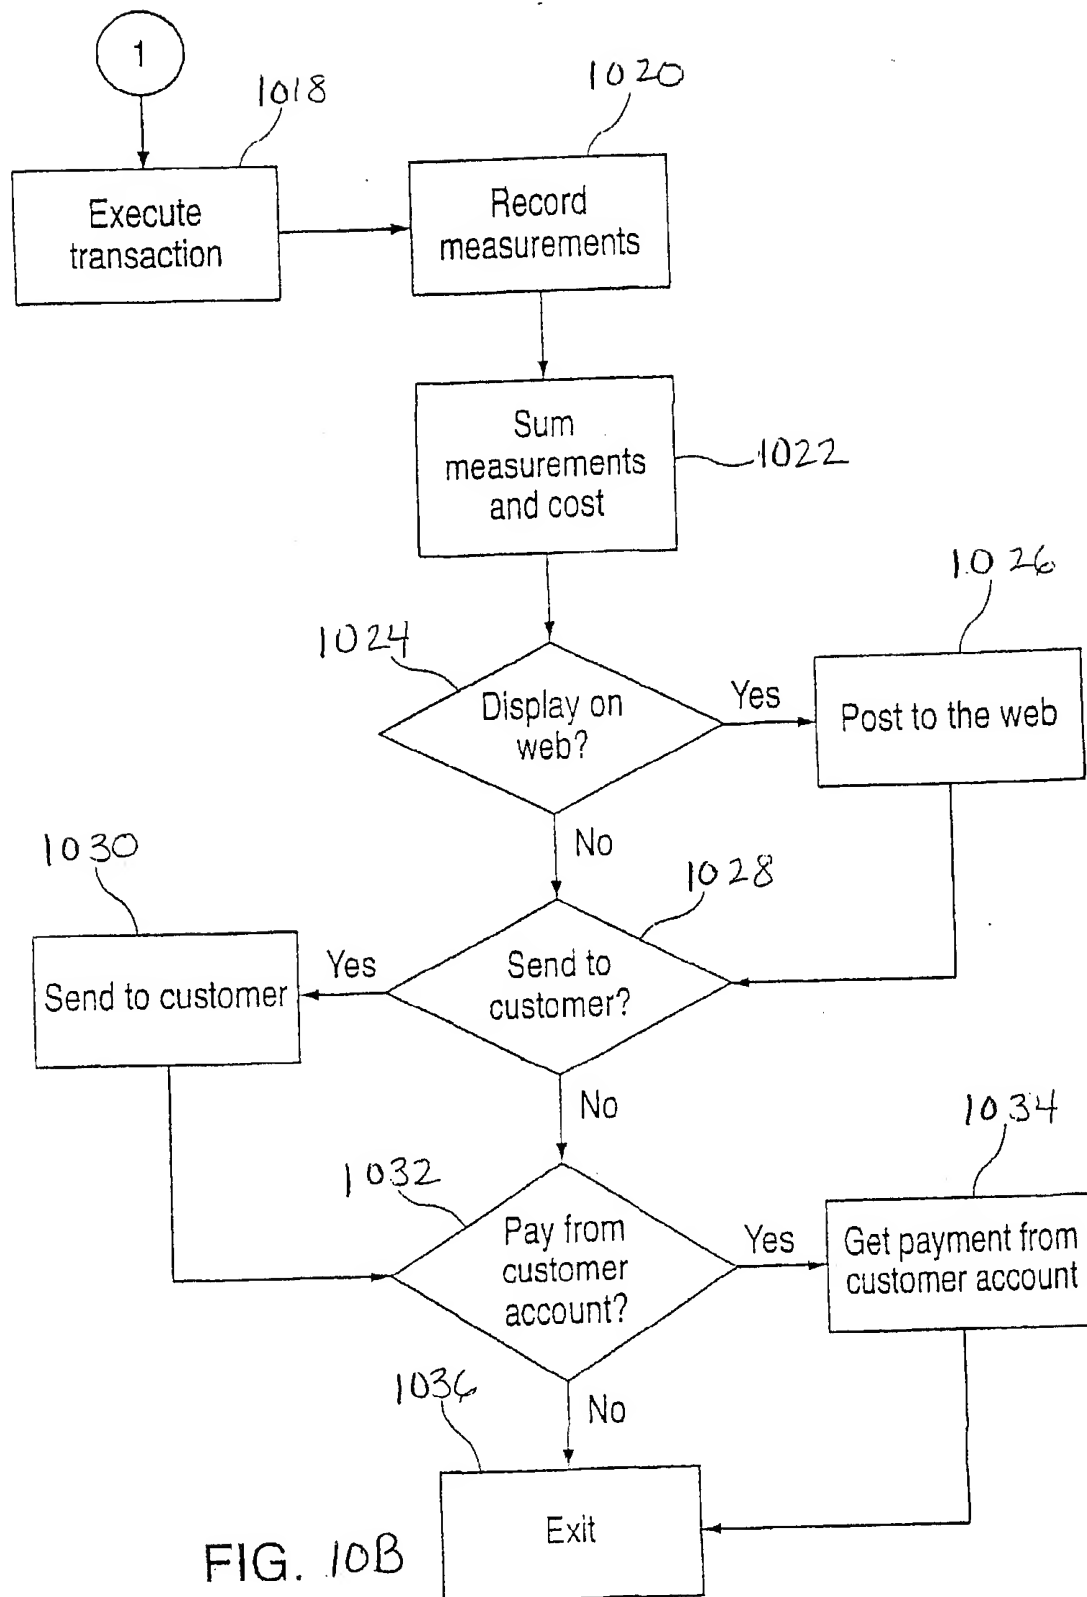 1
1018
1020
Execute
transaction
Record
measurements
Sum
measurements
and cost
1022
1026
1024
Display on
web?
Yes
Post to the web
No
1030
1028
Send to customer
Yes
Send to
customer?
No
1034
1032
Pay from
customer
account?
Yes
Get payment from
customer account
1036
No
Exit
FIG. 10B